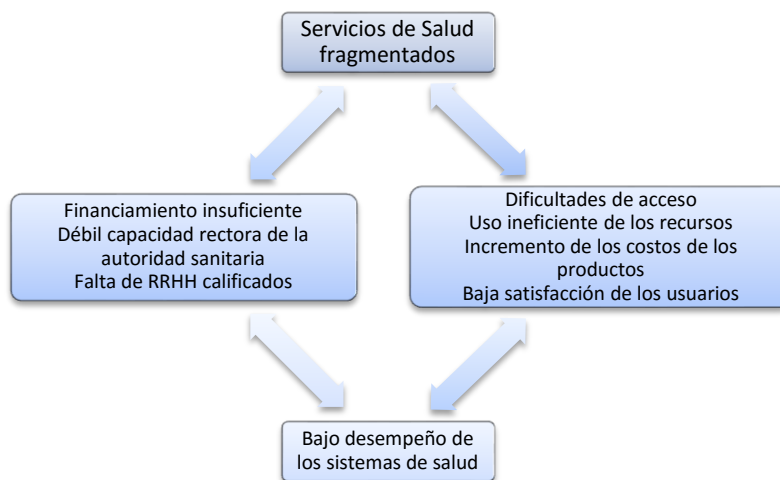 Servicios de Salud
fragmentados
Financiamiento insuficiente
Débil capacidad rectora de la
autoridad sanitaria
Falta de RRHH calificados
Dificultades de acceso
Uso ineficiente de los recursos
Incremento de los costos de los
productos
Baja satisfacción de los usuarios
Bajo desempeño de
los sistemas de salud